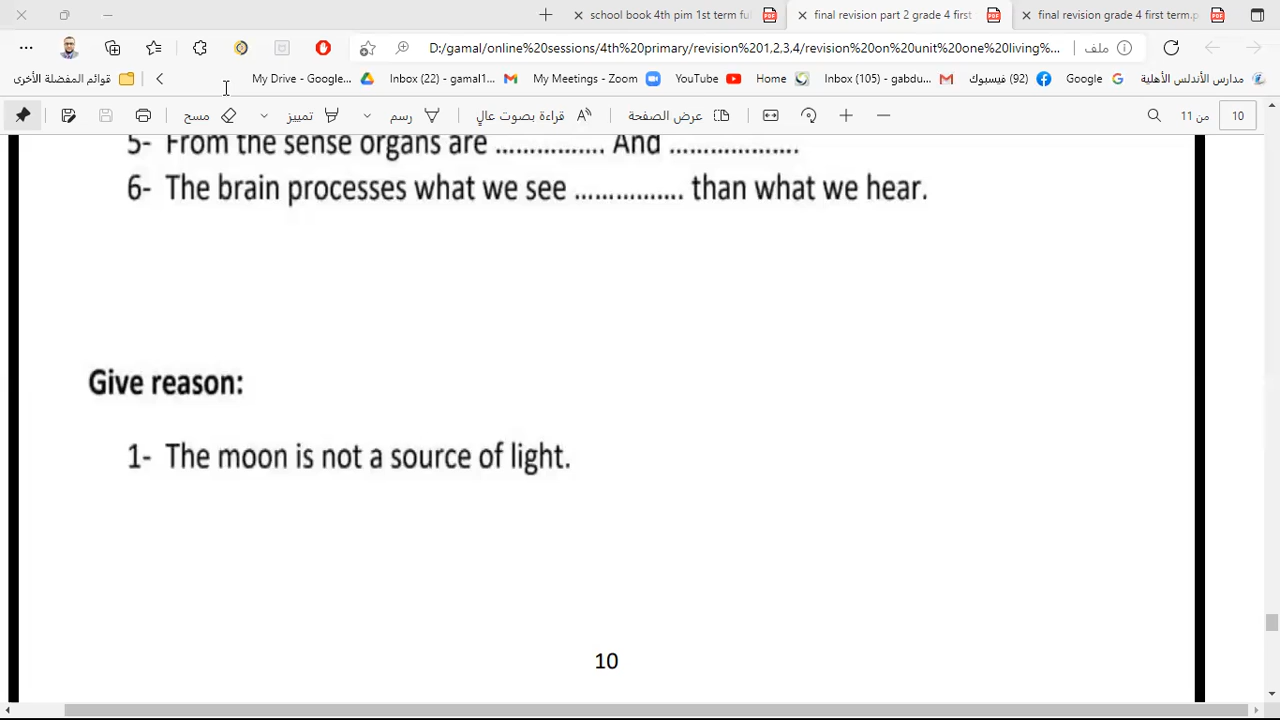 school book 4th pim 1st term fu
final revision part 2 grade 4 first
final revision grade 4 first term.p
D:/gamal/online%20sessions/4th%20primary/revision%201,2,3,4/revision%20on%20unit%20one%20living%...
ملف
قوائم المفضلة الأخرى
My Drive - Google...
Inbox (22) - gamal1...
My Meetings - Zoom
YouTube
Home
Inbox (105) - gabdu...
(92) فيسبوك
Google
مدارس الأندلس الأهلية
مسح
تمييز
رسم
قراءة بصوت عالٍ
عرض الصفحة
من 11
10
5- From the sense organs are ................ And ...................
6- The brain processes what we see ................ than what we hear.
Give reason:
1- The moon is not a source of light.
10